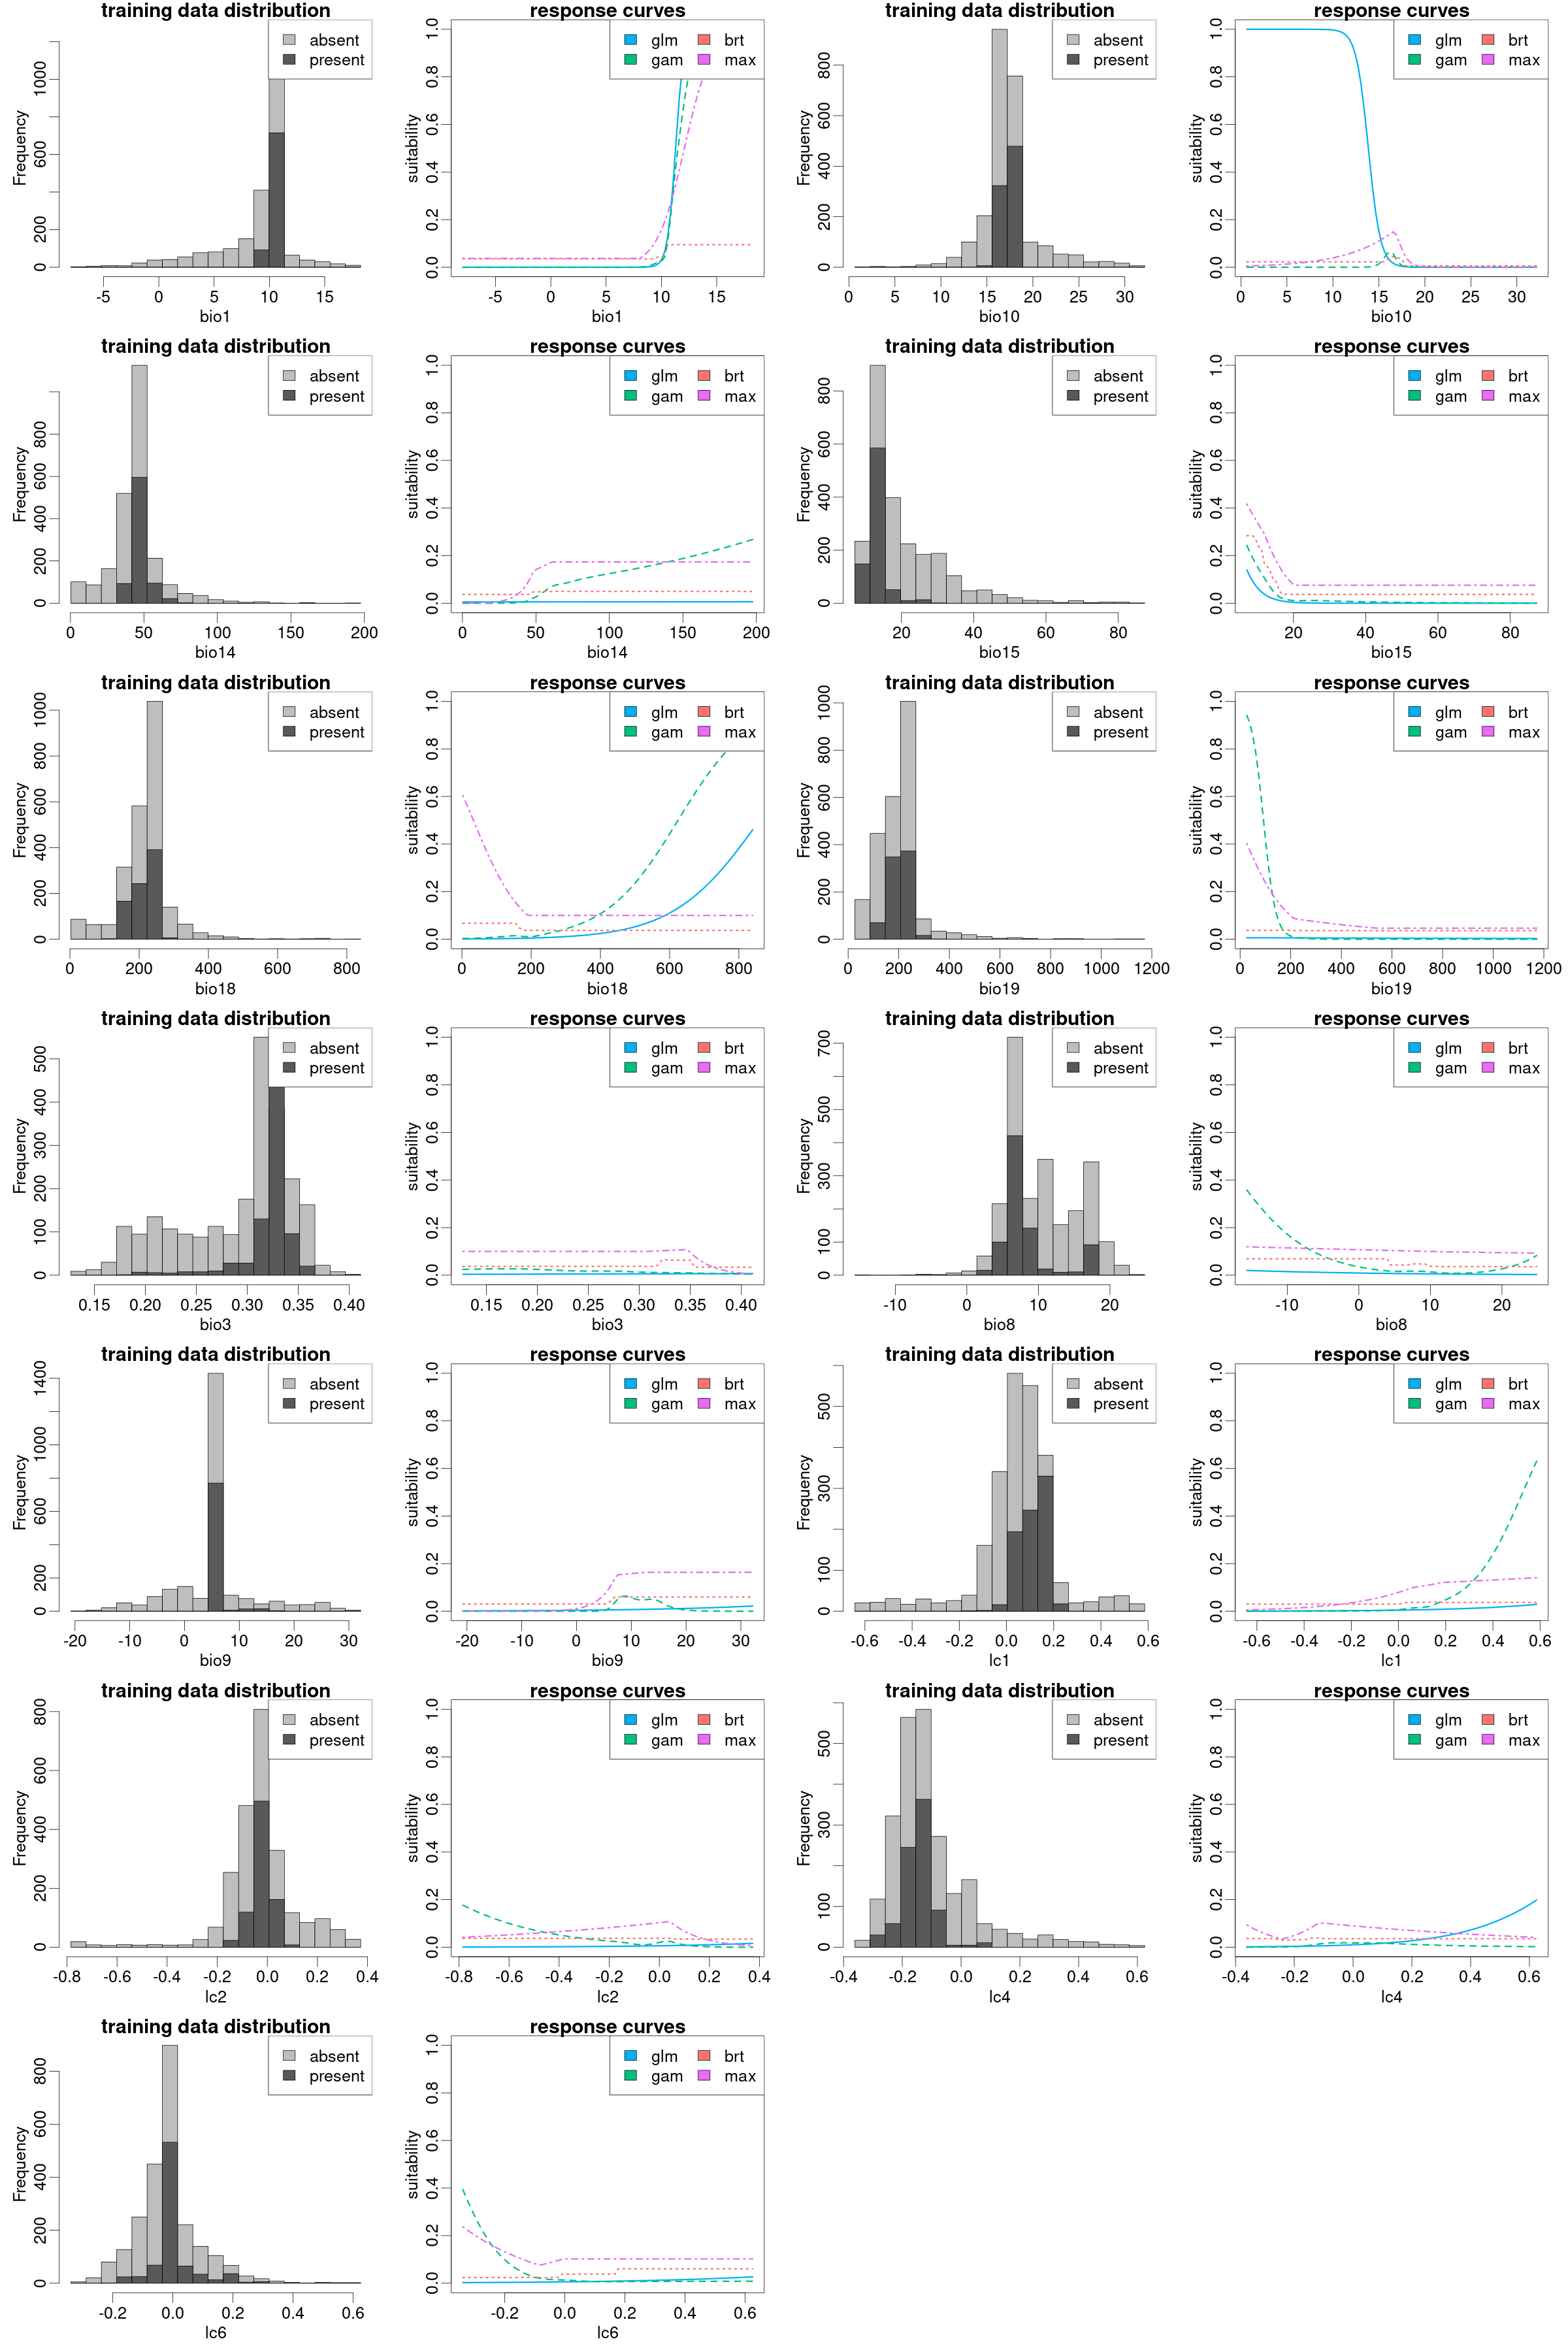 training data distribution
absent
present
Frequency
0 200 600 1000
-5 0 5 10 15
bio1
response curves
glm brt
gam max
suitability
0.0 0.2 0.4 0.6 0.8 1.0
-5 0 5 10 15
bio1
training data distribution
absent
present
Frequency
0 200 400 600 800
0 5 10 15 20 25 30
bio10
response curves
glm brt
gam max
suitability
0.0 0.2 0.4 0.6 0.8 1.0
0 5 10 15 20 25 30
bio10
training data distribution
absent
present
Frequency
0 200 400 600 800
0 50 100 150 200
bio14
response curves
glm brt
gam max
suitability
0.0 0.2 0.4 0.6 0.8 1.0
0 50 100 150 200
bio14
training data distribution
absent
present
Frequency
0 200 400 600 800
20 40 60 80
bio15
response curves
glm brt
gam max
suitability
0.0 0.2 0.4 0.6 0.8 1.0
20 40 60 80
bio15
training data distribution
absent
present
Frequency
0 200 400 600 800 1000
0 200 400 600 800
bio18
response curves
glm brt
gam max
suitability
0.0 0.2 0.4 0.6 0.8 1.0
0 200 400 600 800
bio18
training data distribution
absent
present
Frequency
0 200 400 600 800 1000
0 200 400 600 800 1000 1200
bio19
response curves
glm brt
gam max
suitability
0.0 0.2 0.4 0.6 0.8 1.0
0 200 400 600 800 1000 1200
bio19
training data distribution
absent
present
Frequency
0 100 200 300 400 500
0.15 0.20 0.25 0.30 0.35 0.40
bio3
response curves
glm brt
gam max
suitability
0.0 0.2 0.4 0.6 0.8 1.0
0.15 0.20 0.25 0.30 0.35 0.40
bio3
training data distribution
absent
present
Frequency
0 100 300 500 700
-10 0 10 20
bio8
response curves
glm brt
gam max
suitability
0.0 0.2 0.4 0.6 0.8 1.0
-10 0 10 20
bio8
training data distribution
absent
present
Frequency
0 200 600 1000 1400
-20 -10 0 10 20 30
bio9
response curves
glm brt
gam max
suitability
0.0 0.2 0.4 0.6 0.8 1.0
-20 -10 0 10 20 30
bio9
training data distribution
absent
present
Frequency
0 100 300 500
-0.6 -0.4 -0.2 0.0 0.2 0.4 0.6
lc1
response curves
glm brt
gam max
suitability
0.0 0.2 0.4 0.6 0.8 1.0
-0.6 -0.4 -0.2 0.0 0.2 0.4 0.6
lc1
training data distribution
absent
present
Frequency
0 200 400 600 800
-0.8 -0.6 -0.4 -0.2 0.0 0.2 0.4
lc2
response curves
glm brt
gam max
suitability
0.0 0.2 0.4 0.6 0.8 1.0
-0.8 -0.6 -0.4 -0.2 0.0 0.2 0.4
lc2
training data distribution
absent
present
Frequency
0 100 300 500
-0.4 -0.2 0.0 0.2 0.4 0.6
lc4
response curves
glm brt
gam max
suitability
0.0 0.2 0.4 0.6 0.8 1.0
-0.4 -0.2 0.0 0.2 0.4 0.6
lc4
training data distribution
absent
present
Frequency
0 200 400 600 800
-0.2 0.0 0.2 0.4 0.6
lc6
response curves
glm brt
gam max
suitability
0.0 0.2 0.4 0.6 0.8 1.0
-0.2 0.0 0.2 0.4 0.6
lc6